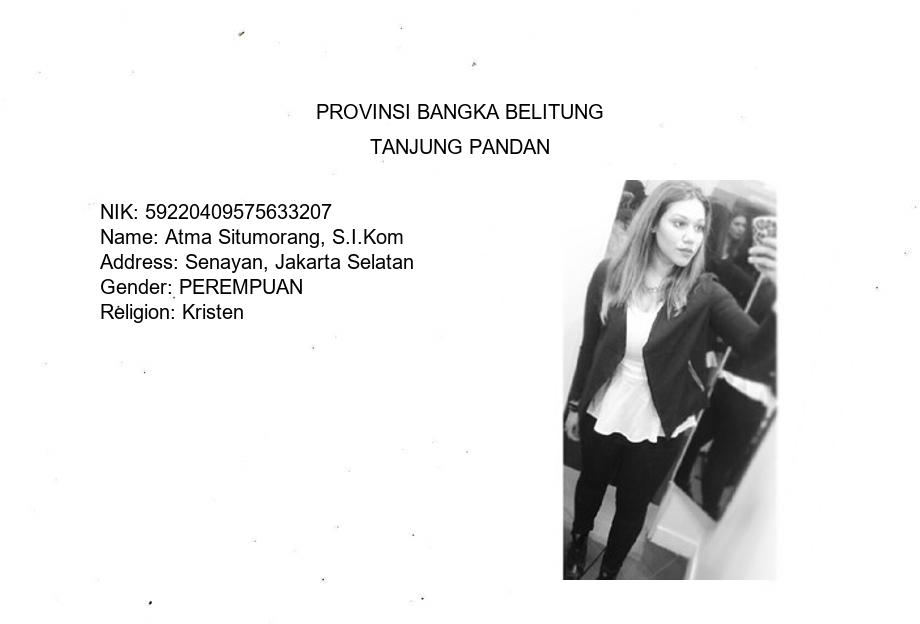 PROVINSI BANGKA BELITUNG
TANJUNG PANDAN
NIK: 59220409575633207
Name: Atma Situmorang, S.I.Kom
Address: Senayan, Jakarta Selatan
Gender: PEREMPUAN
Religion: Kristen